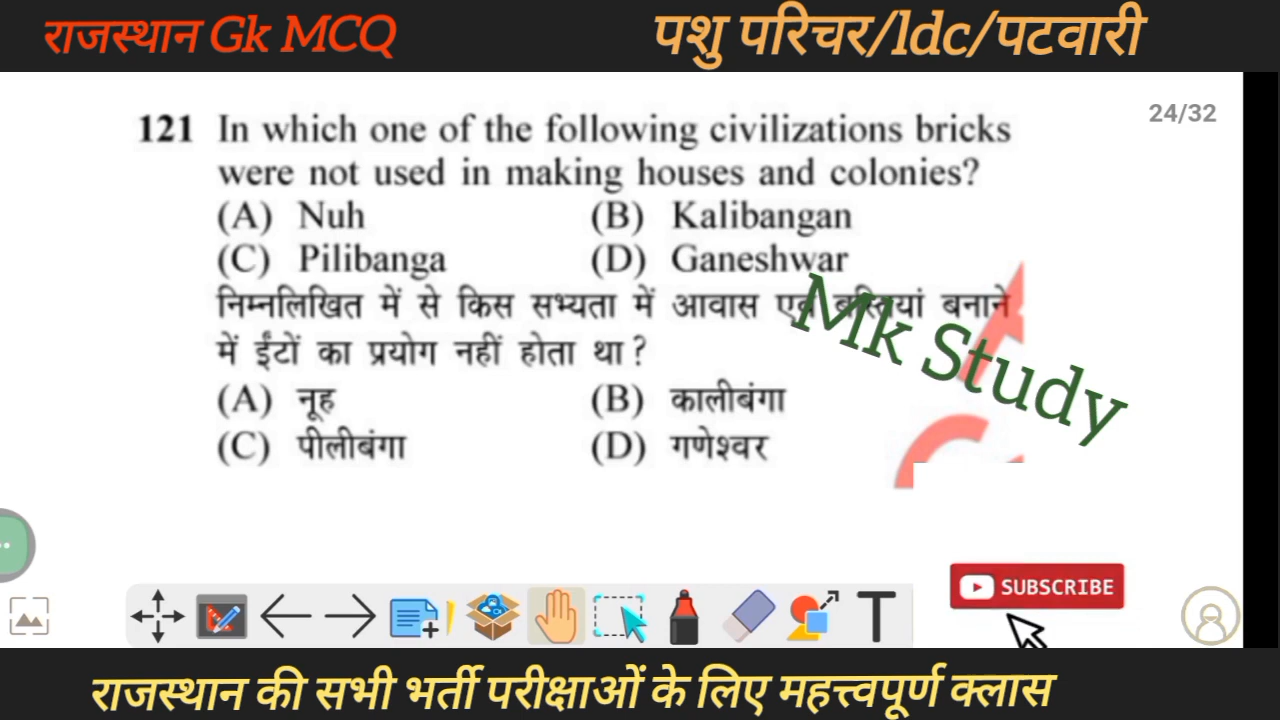 राजस्थान Gk MCQ
पशु परिचर/ldc/पटवारी
24/32
121 In which one of the following civilizations bricks
were not used in making houses and colonies?
(A) Nuh (B) Kalibangan
(C) Pilibanga (D) Ganeshwar
निम्नलिखित में से किस सभ्यता में आवास एवं बस्तियां बनाने
में ईंटों का प्रयोग नहीं होता था ?
(A) नूह (B) कालीबंगा
(C) पीलीबंगा (D) गणेश्वर
Mk Study
T
SUBSCRIBE
राजस्थान की सभी भर्ती परीक्षाओं के लिए महत्त्वपूर्ण क्लास